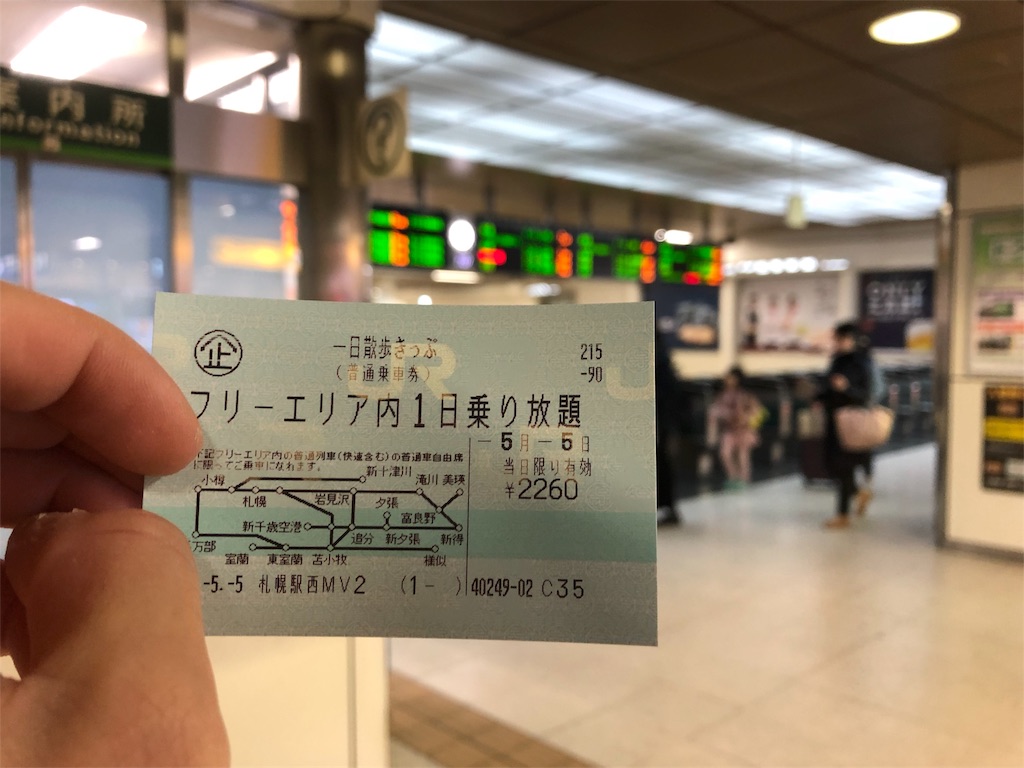 案内所
Information
?
企
一日散歩きっぷ
(普通乗車券)
215
-90
フリーエリア内1日乗り放題
下記フリーエリア内の普通列車(快速含む)の普通車自由席
に限ってご乗車になれます。
-5月-5日
当日限り有効
¥2260
新十津川
小樽
滝川 美瑛
札幌
岩見沢
夕張
富良野
新千歳空港
追分 新夕張 新得
万部
室蘭 東室蘭 苫小牧
様似
-5.-5 札幌駅西MV2 (1- )
40249-02 C35
ONLY